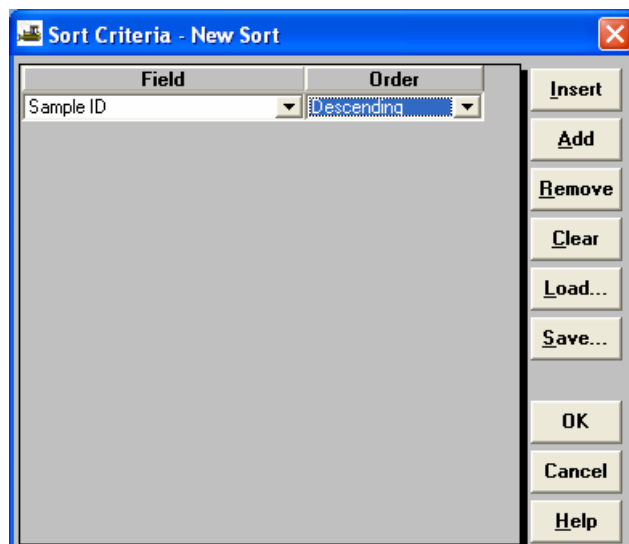 Sort Criteria - New Sort
Field Order
Sample ID Descending
Insert
Add
Remove
Clear
Load...
Save...
OK
Cancel
Help